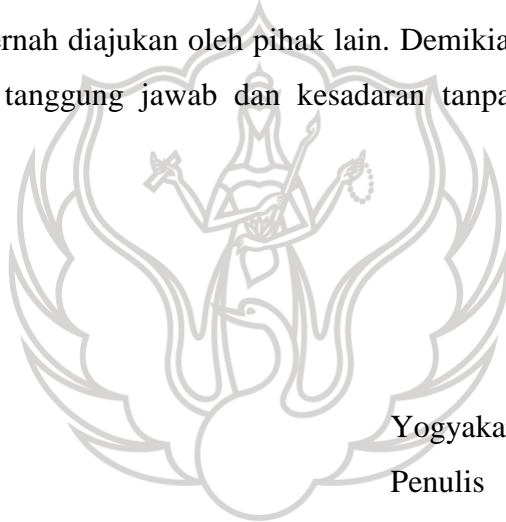 ernah diajukan oleh pihak lain. Demikia
tanggung jawab dan kesadaran tanpa
Yogyaka
Penulis